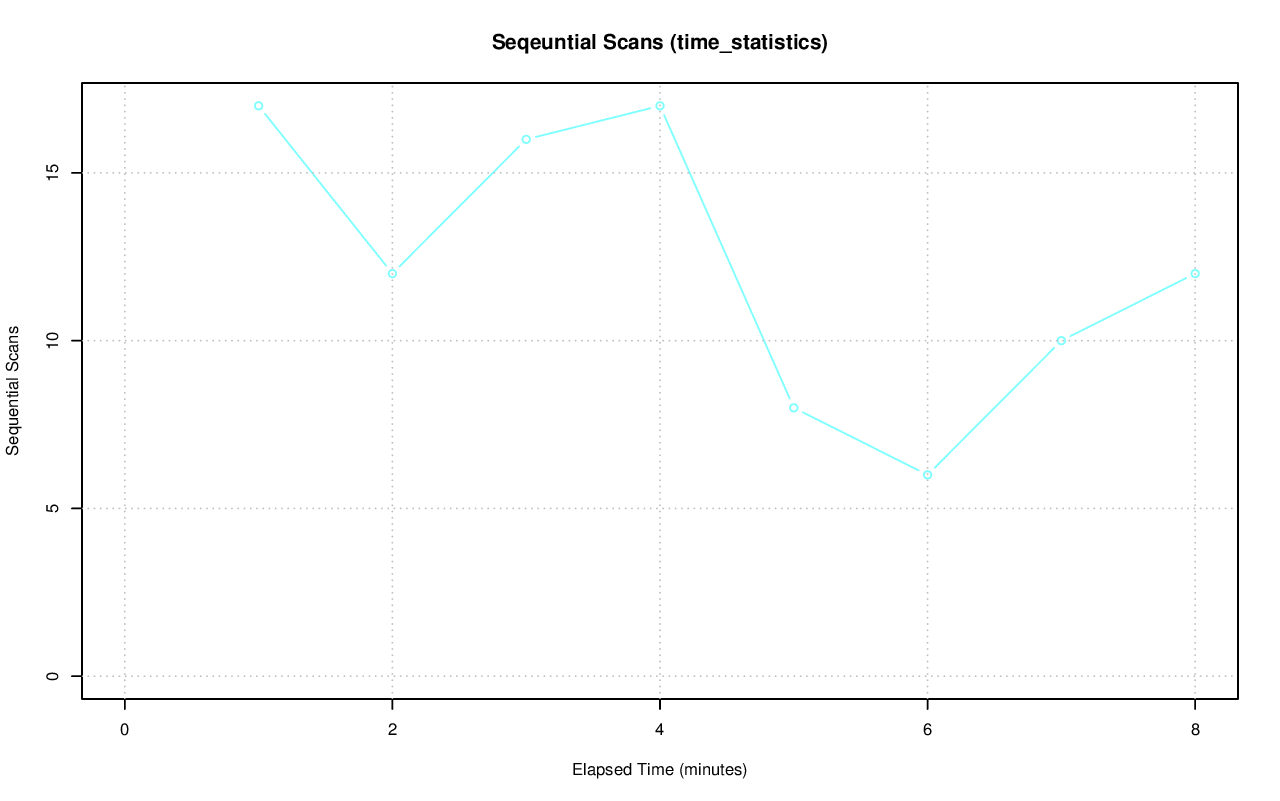 Seqeuntial Scans (time_statistics)
Sequential Scans
15
10
5
0
0 2 4 6 8
Elapsed Time (minutes)